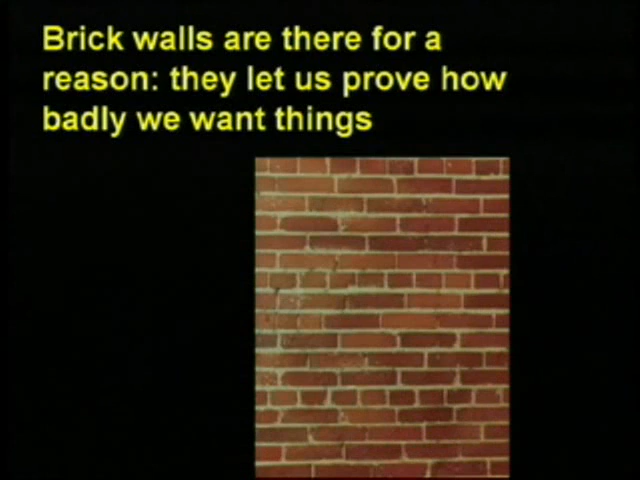 Brick walls are there for a
reason: they let us prove how
badly we want things